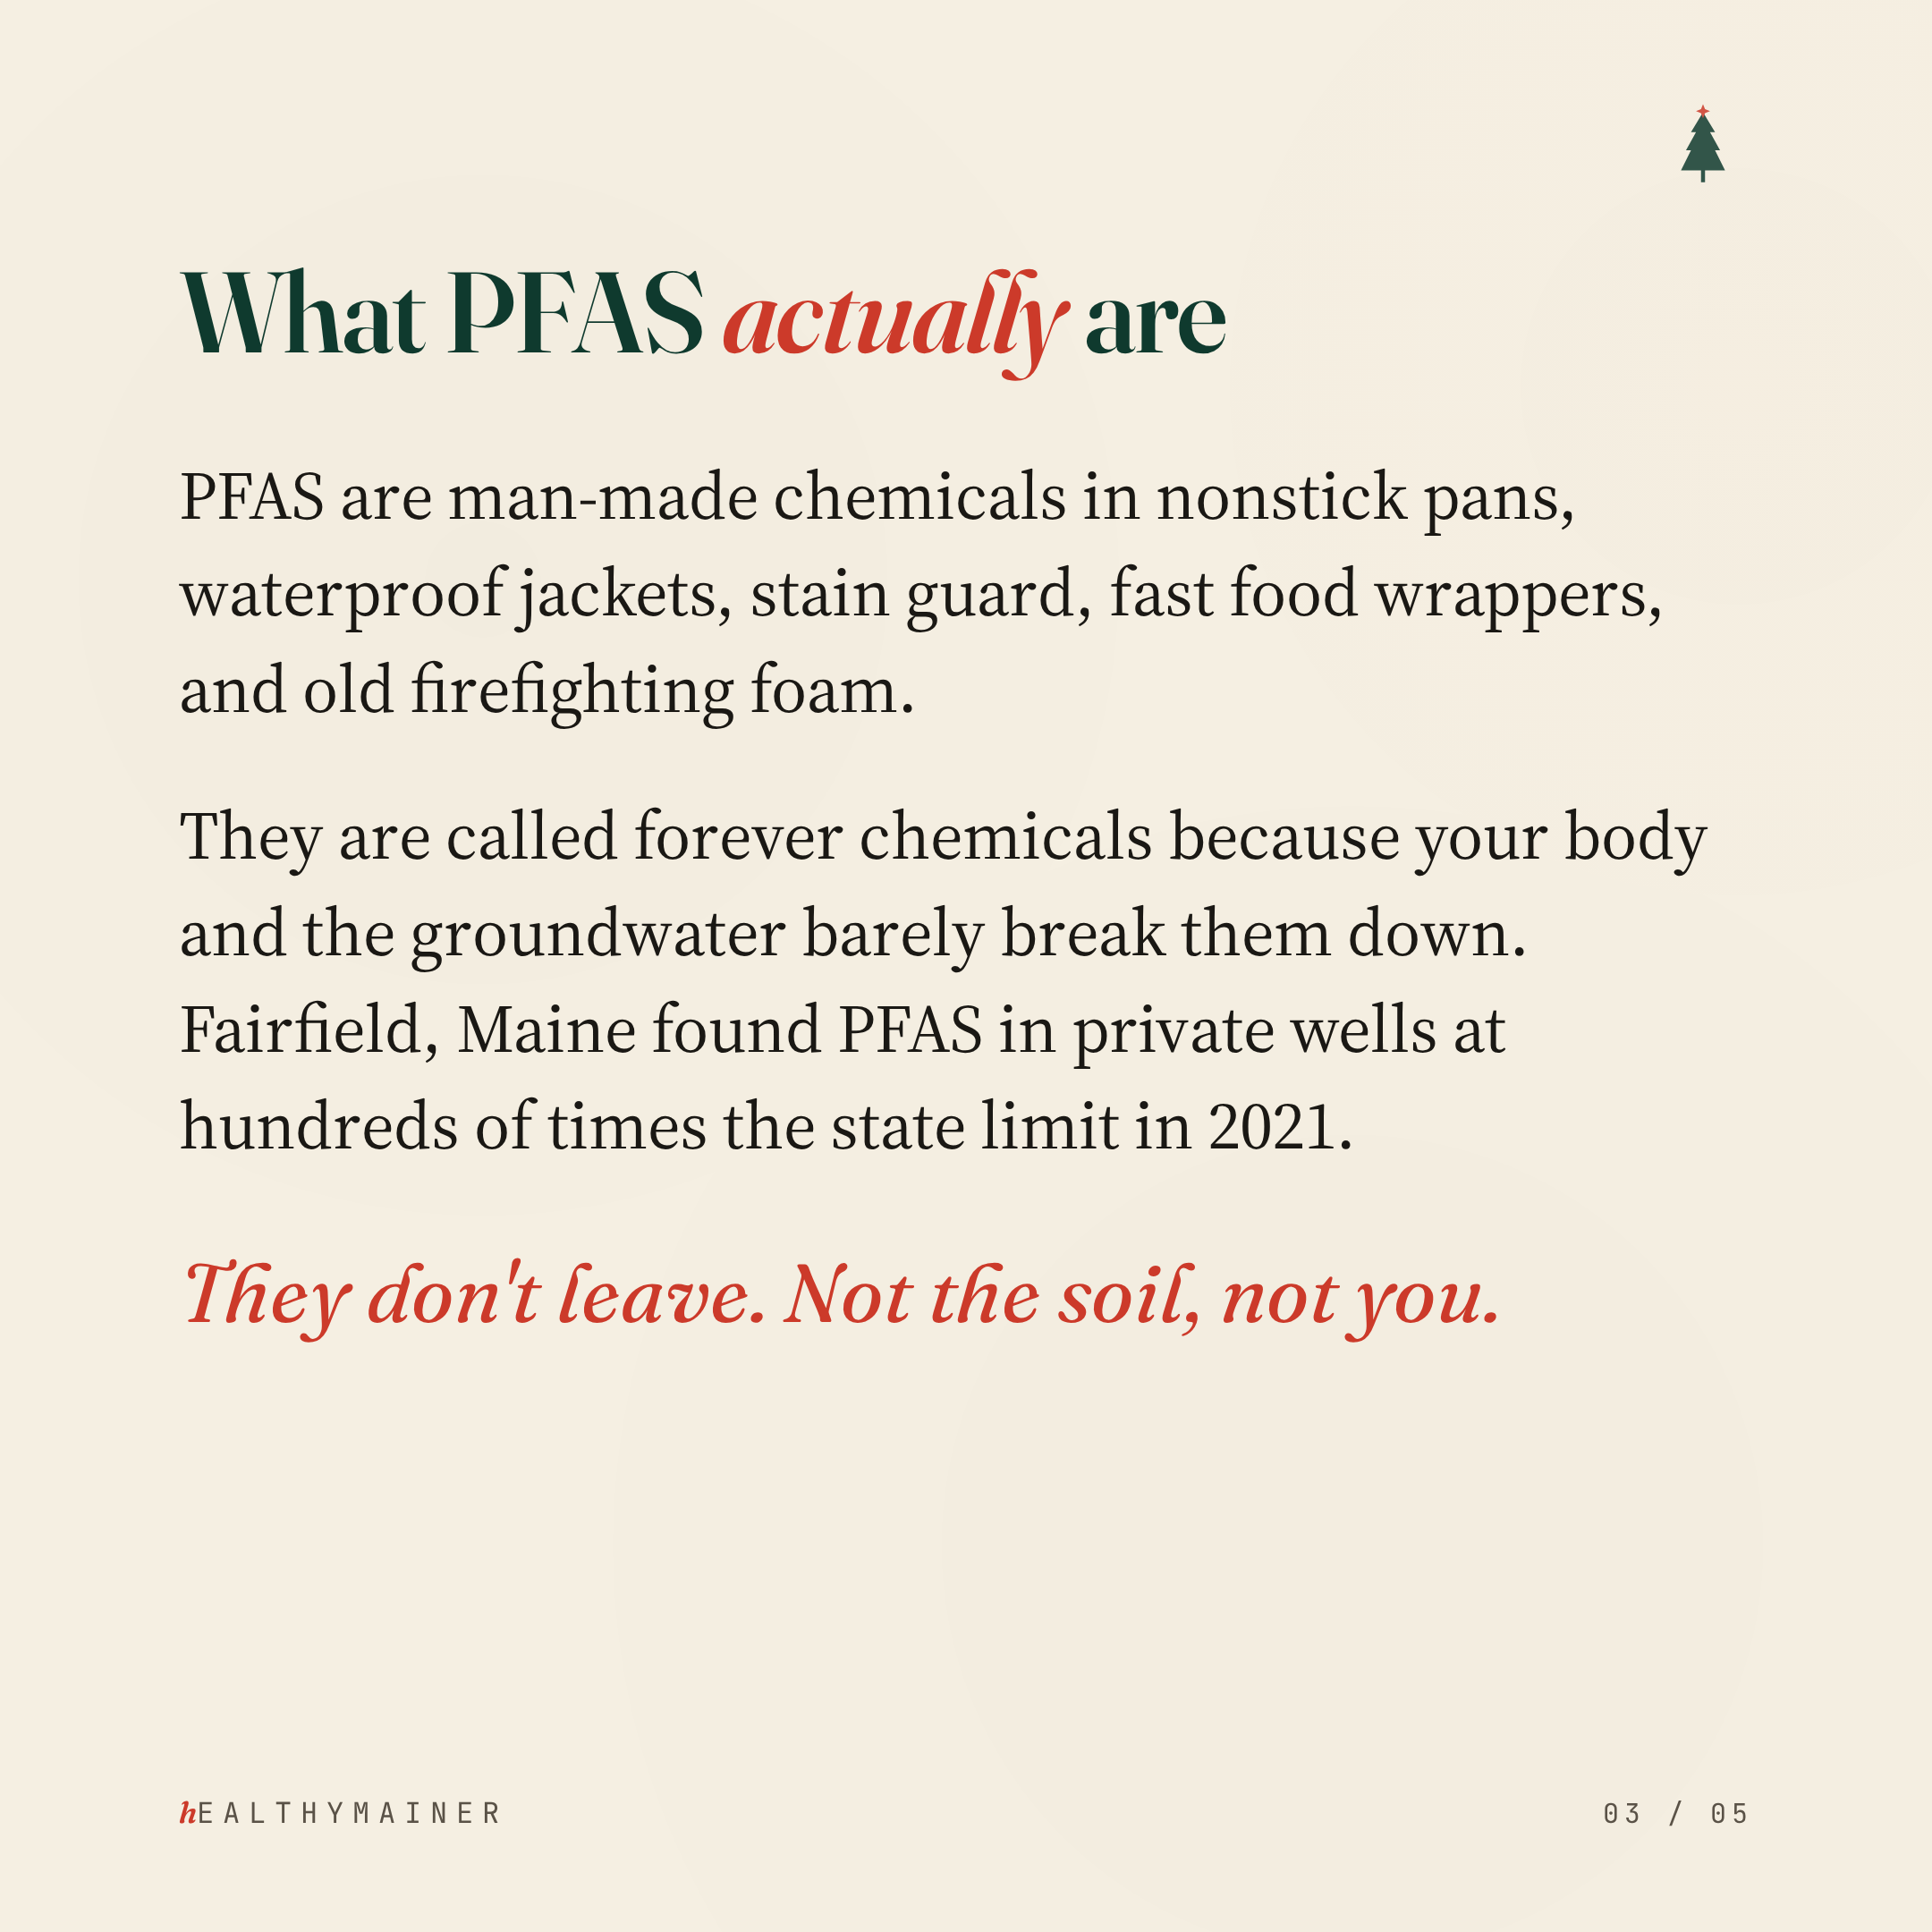 What PFAS actually are
PFAS are man-made chemicals in nonstick pans,
waterproof jackets, stain guard, fast food wrappers,
and old firefighting foam.
They are called forever chemicals because your body
and the groundwater barely break them down.
Fairfield, Maine found PFAS in private wells at
hundreds of times the state limit in 2021.
They don't leave. Not the soil, not you.
hEALTHYMAINER
03 / 05